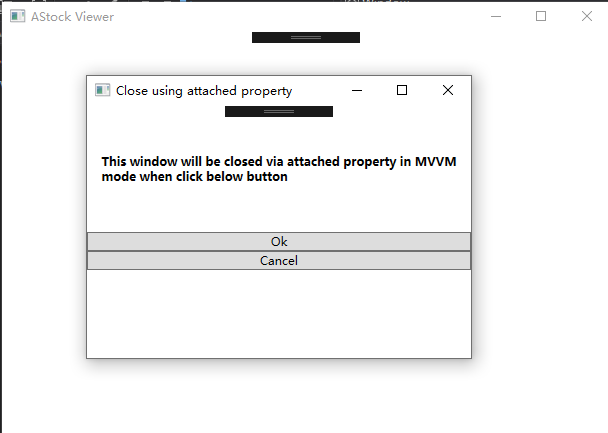 AStock Viewer
Close using attached property
This window will be closed via attached property in MVVM
mode when click below button
Ok
Cancel